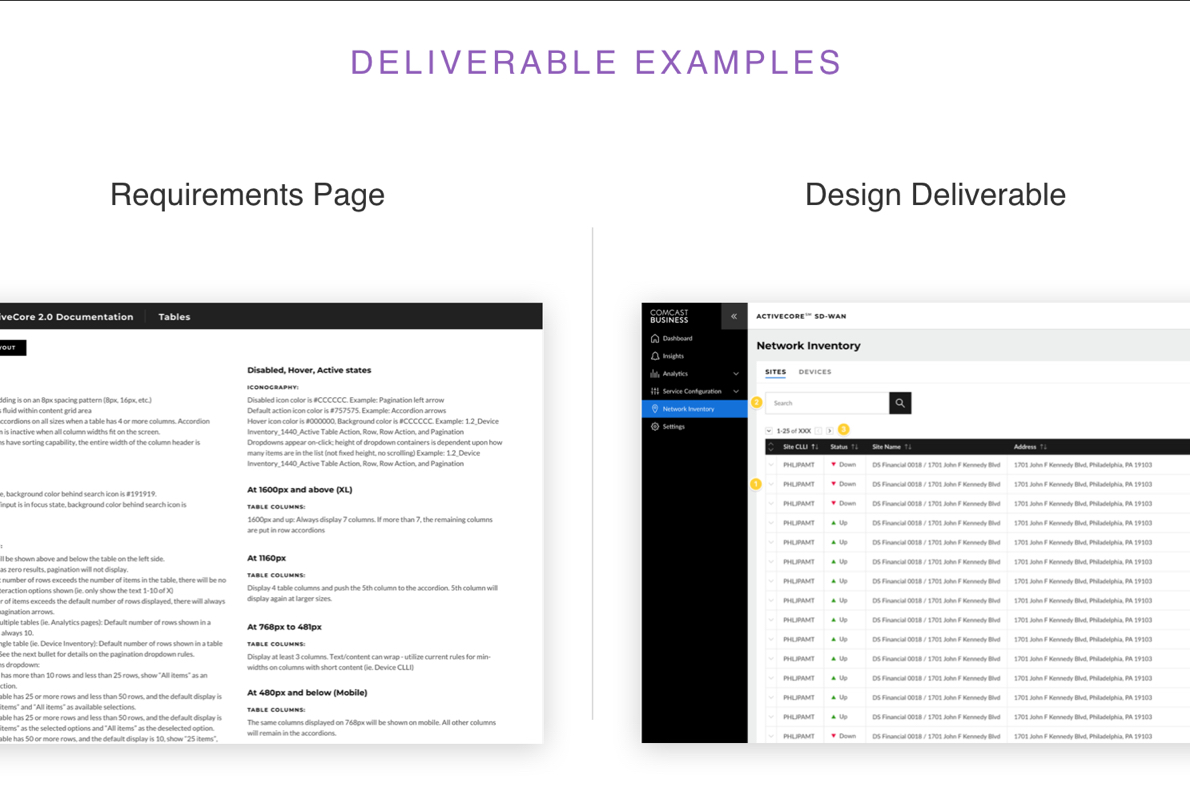 DELIVERABLE EXAMPLES
Requirements Page
iveCore 2.0 Documentation
Tables
YOUT
dding is on an 8px spacing pattern (8px, 16px, etc.)
s fluid within content grid area
ccordions on all sizes when a table has 4 or more columns. Accordion
n is inactive when all column widths fit on the screen.
ns have sorting capability, the entire width of the column header is
e, background color behind search icon is #191919.
input is in focus state, background color behind search icon is
:
ll be shown above and below the table on the left side.
as zero results, pagination will not display.
t number of rows exceeds the number of items in the table, there will be no
teraction options shown (ie. only show the text 1-10 of X)
r of items exceeds the default number of rows displayed, there will always
pagination arrows.
ultiple tables (ie. Analytics pages): Default number of rows shown in a
always 10.
ngle table (ie. Device Inventory): Default number of rows shown in a table
See the next bullet for details on the pagination dropdown rules.
ns dropdown:
has more than 10 rows and less than 25 rows, show "All items" as an
ction.
able has 25 or more rows and less than 50 rows, and the default display is
items" and "All items" as available selections.
able has 25 or more rows and less than 50 rows, and the default display is
items" as the selected options and "All items" as the deselected option.
able has 50 or more rows, and the default display is 10, show "25 items",
Disabled, Hover, Active states
ICONOGRAPHY:
Disabled icon color is #CCCCCC. Example: Pagination left arrow
Default action icon color is #757575. Example: Accordion arrows
Hover icon color is #000000, Background color is #CCCCCC. Example: 1.2_Device
Inventory_1440_Active Table Action, Row, Row Action, and Pagination
Dropdowns appear on-click; height of dropdown containers is dependent upon how
many items are in the list (not fixed height, no scrolling) Example: 1.2_Device
Inventory_1440_Active Table Action, Row, Row Action, and Pagination
At 1600px and above (XL)
TABLE COLUMNS:
1600px and up: Always display 7 columns. If more than 7, the remaining columns
are put in row accordions
At 1160px
TABLE COLUMNS:
Display 4 table columns and push the 5th column to the accordion. 5th column will
display again at larger sizes.
At 768px to 481px
TABLE COLUMNS:
Display at least 3 columns. Text/content can wrap - utilize current rules for min-
widths on columns with short content (ie. Device CLLI)
At 480px and below (Mobile)
TABLE COLUMNS:
The same columns displayed on 768px will be shown on mobile. All other columns
will remain in the accordions.
Design Deliverable
COMCAST
BUSINESS
«
Dashboard
Insights
Analytics
Service Configuration
Network Inventory
Settings
ACTIVECORE℠ SD-WAN
Network Inventory
SITES DEVICES
2 Search
1-25 of XXX 3
Site CLLI Status Site Name Address
PHLJPAMT Down DS Financial 0018 / 1701 John F Kennedy Blvd 1701 John F Kennedy Blvd, Philadelphia, PA 19103
1 PHLJPAMT Down DS Financial 0018 / 1701 John F Kennedy Blvd 1701 John F Kennedy Blvd, Philadelphia, PA 19103
PHLJPAMT Down DS Financial 0018 / 1701 John F Kennedy Blvd 1701 John F Kennedy Blvd, Philadelphia, PA 19103
PHLJPAMT Up DS Financial 0018 / 1701 John F Kennedy Blvd 1701 John F Kennedy Blvd, Philadelphia, PA 19103
PHLJPAMT Up DS Financial 0018 / 1701 John F Kennedy Blvd 1701 John F Kennedy Blvd, Philadelphia, PA 19103
PHLJPAMT Up DS Financial 0018 / 1701 John F Kennedy Blvd 1701 John F Kennedy Blvd, Philadelphia, PA 19103
PHLJPAMT Up DS Financial 0018 / 1701 John F Kennedy Blvd 1701 John F Kennedy Blvd, Philadelphia, PA 19103
PHLJPAMT Up DS Financial 0018 / 1701 John F Kennedy Blvd 1701 John F Kennedy Blvd, Philadelphia, PA 19103
PHLJPAMT Up DS Financial 0018 / 1701 John F Kennedy Blvd 1701 John F Kennedy Blvd, Philadelphia, PA 19103
PHLJPAMT Up DS Financial 0018 / 1701 John F Kennedy Blvd 1701 John F Kennedy Blvd, Philadelphia, PA 19103
PHLJPAMT Up DS Financial 0018 / 1701 John F Kennedy Blvd 1701 John F Kennedy Blvd, Philadelphia, PA 19103
PHLJPAMT Up DS Financial 0018 / 1701 John F Kennedy Blvd 1701 John F Kennedy Blvd, Philadelphia, PA 19103
PHLJPAMT Up DS Financial 0018 / 1701 John F Kennedy Blvd 1701 John F Kennedy Blvd, Philadelphia, PA 19103
PHLJPAMT Up DS Financial 0018 / 1701 John F Kennedy Blvd 1701 John F Kennedy Blvd, Philadelphia, PA 19103
PHLJPAMT Down DS Financial 0018 / 1701 John F Kennedy Blvd 1701 John F Kennedy Blvd, Philadelphia, PA 19103